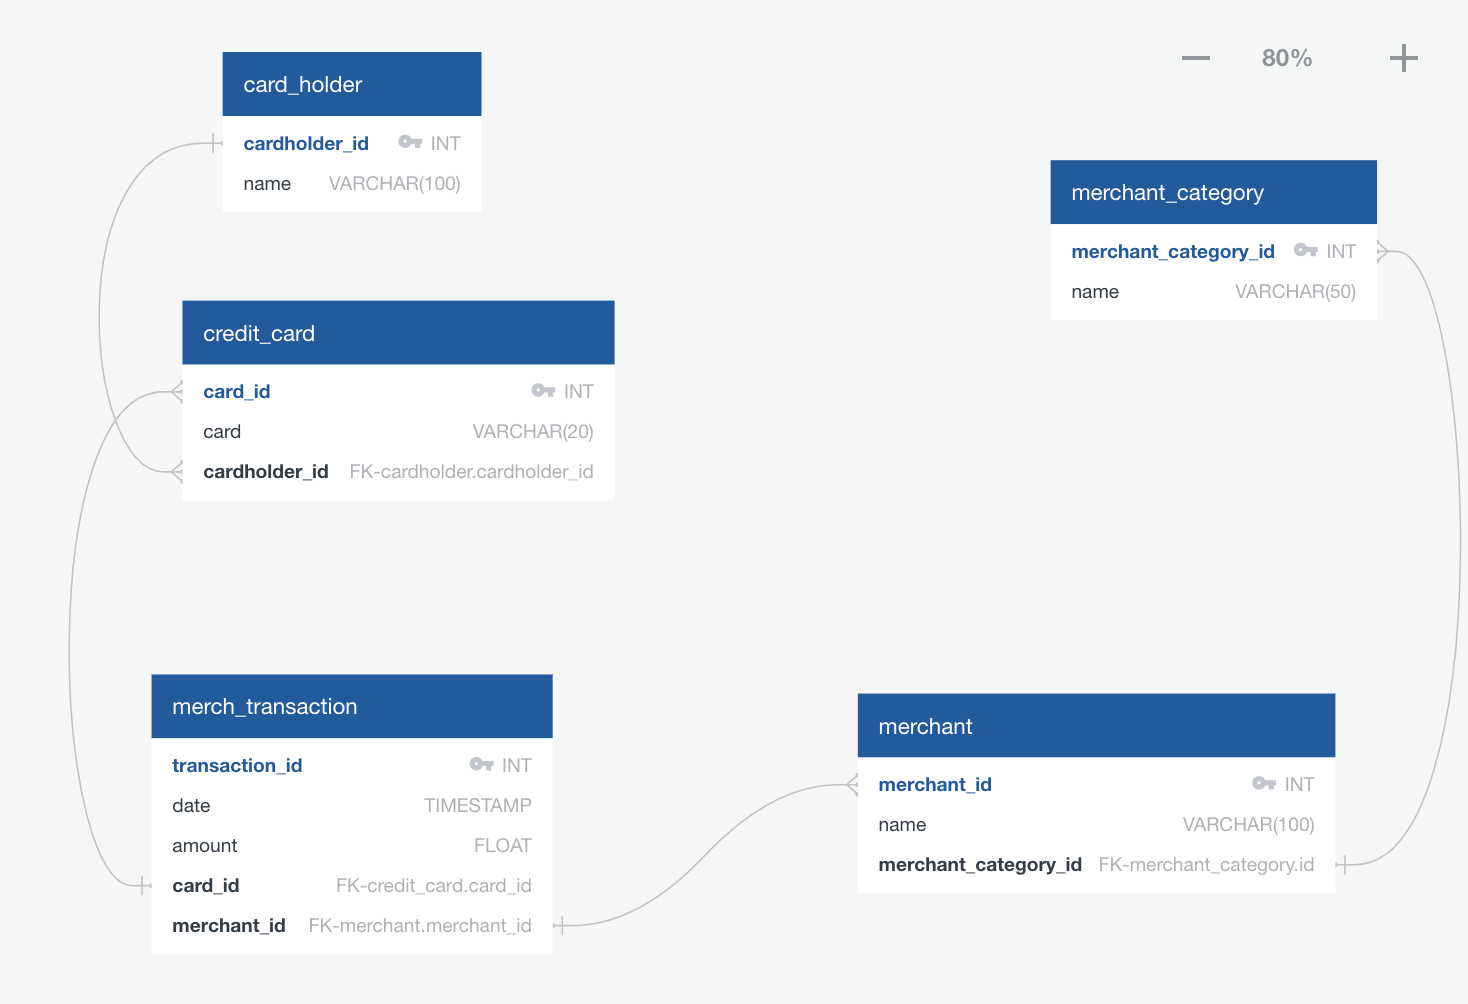 80%
card_holder
cardholder_id INT
name VARCHAR(100)
merchant_category
merchant_category_id INT
name VARCHAR(50)
credit_card
card_id INT
card VARCHAR(20)
cardholder_id FK-cardholder.cardholder_id
merch_transaction
transaction_id INT
date TIMESTAMP
amount FLOAT
card_id FK-credit_card.card_id
merchant_id FK-merchant.merchant_id
merchant
merchant_id INT
name VARCHAR(100)
merchant_category_id FK-merchant_category.id